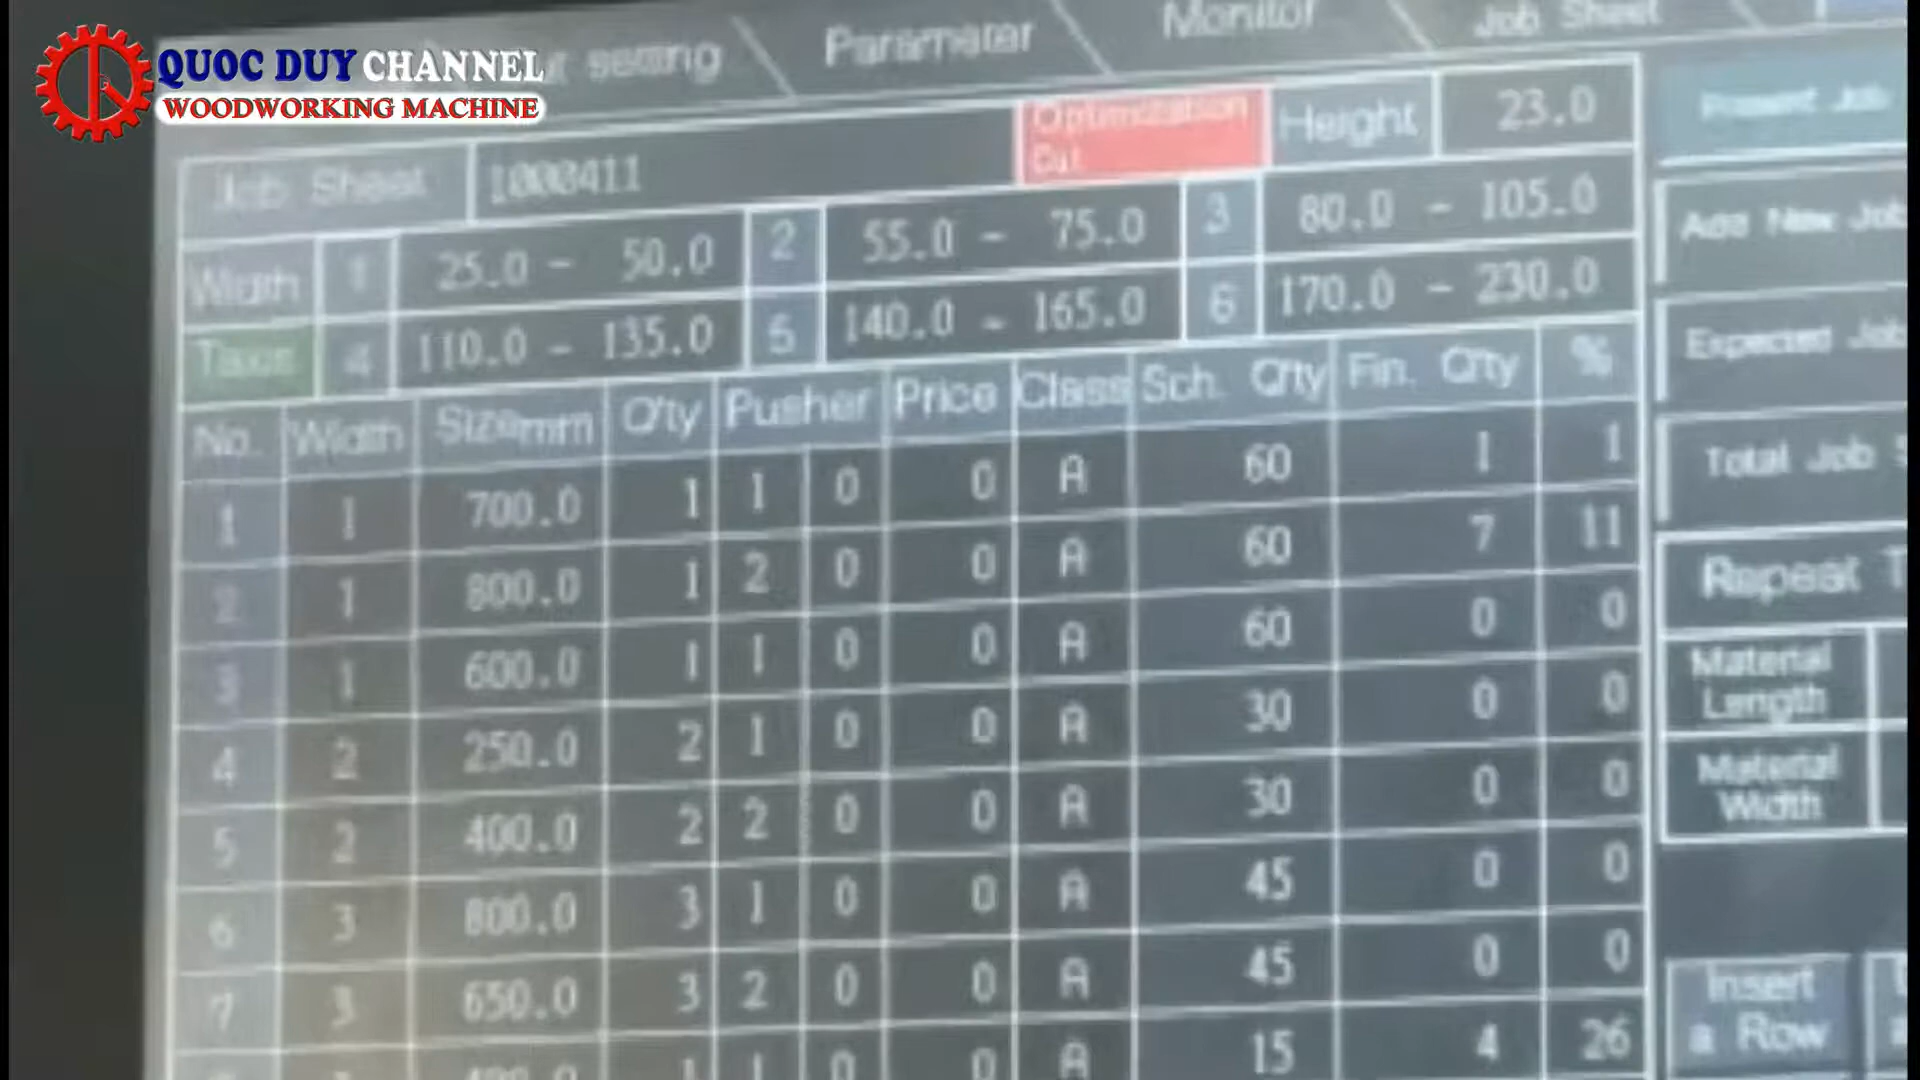 QUOC DUY CHANNEL
WOODWORKING MACHINE
setting Parameter Monitor Job Sheet
Job Sheet 1000411 Optimization Cut Height 23.0
Width 1 25.0 - 50.0 2 55.0 - 75.0 3 80.0 - 105.0
4 110.0 - 135.0 5 140.0 - 165.0 6 170.0 - 230.0
No. Width Sizemm Q'ty Pusher Price Class Sch. Q'ty Fin. Q'ty %
1 1 700.0 1 1 0 0 A 60 1 1
2 1 800.0 1 2 0 0 A 60 7 11
3 1 600.0 1 1 0 0 A 60 0 0
4 2 250.0 2 1 0 0 A 30 0 0
5 2 400.0 2 2 0 0 A 30 0 0
6 3 800.0 3 1 0 0 A 45 0 0
7 3 650.0 3 2 0 0 A 45 0 0
1 1 0 0 A 15 4 26
Present Job
Add New Job
Expected Job
Total Job
Repeat
Material Length
Material Width
Insert a Row